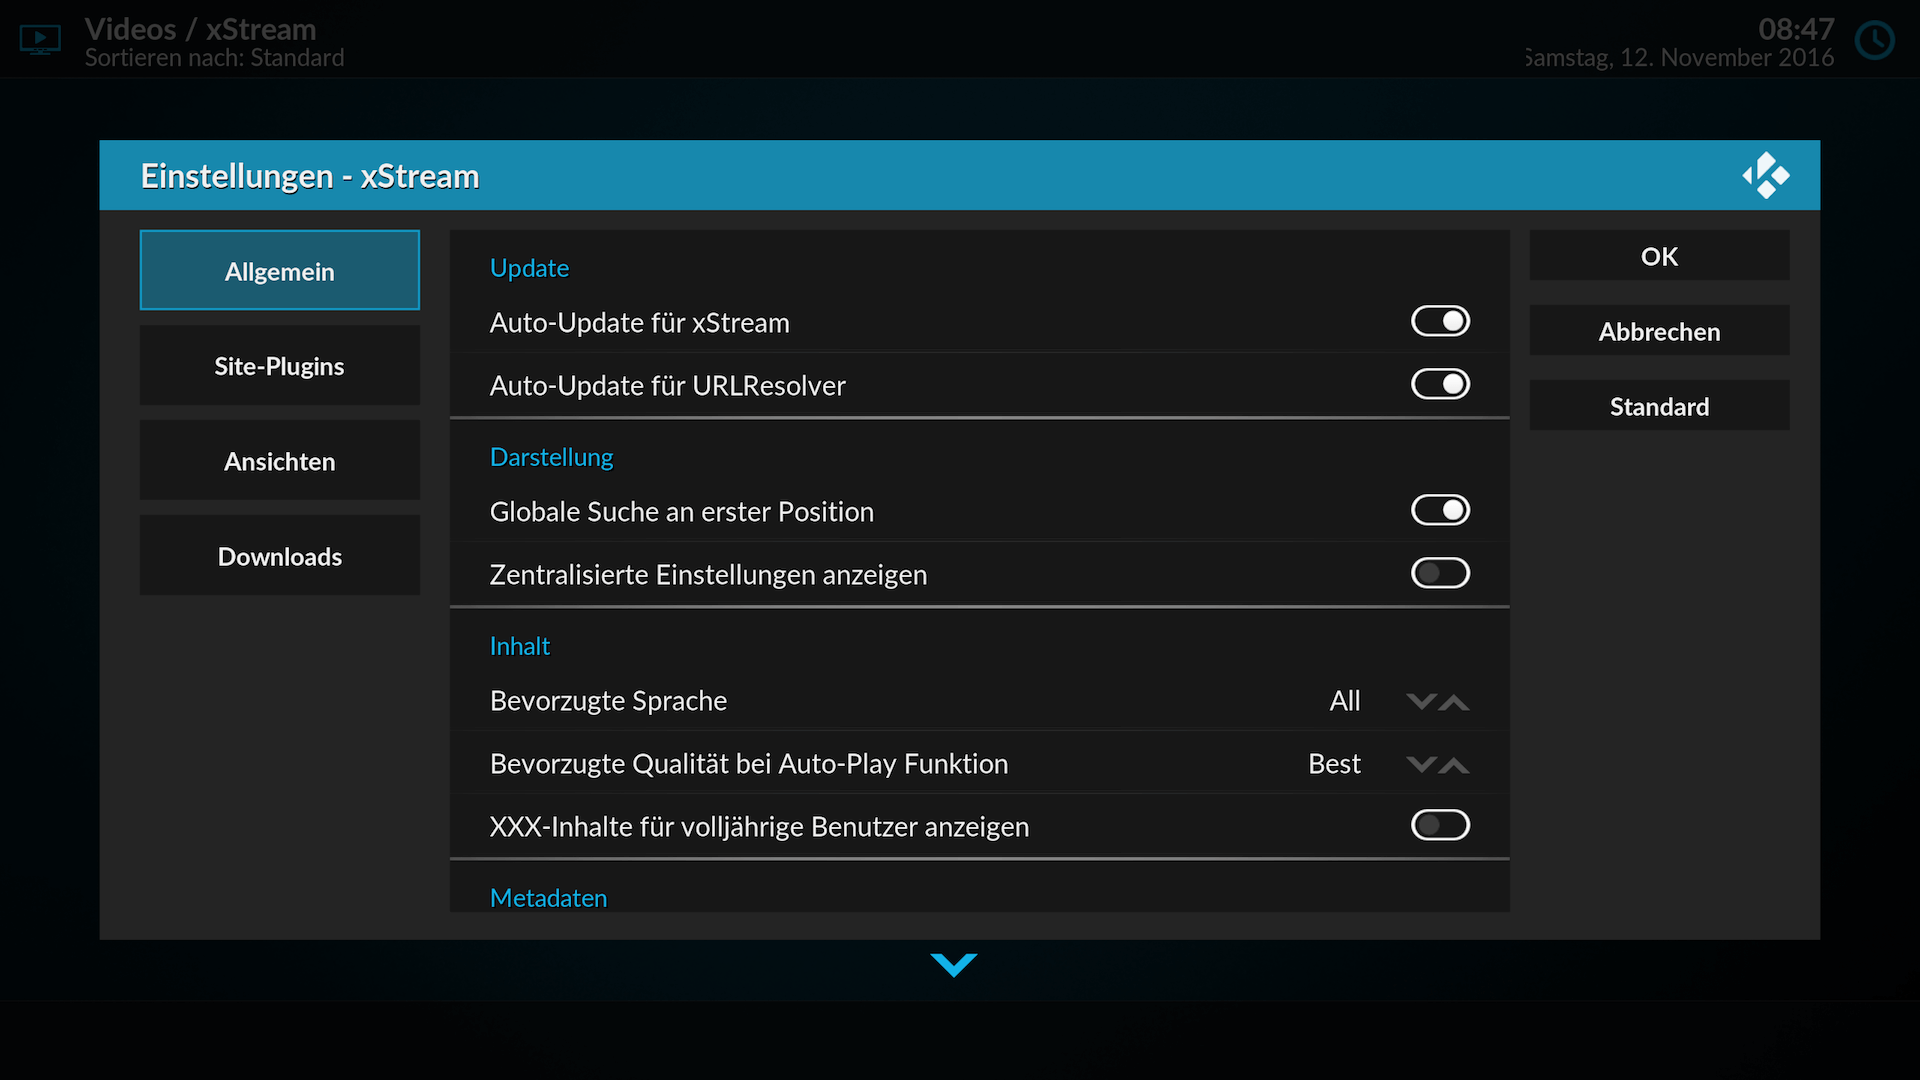 Videos / xStream
Sortieren nach: Standard
08:47
Samstag, 12. November 2016
Einstellungen - xStream
Allgemein
Site-Plugins
Ansichten
Downloads
Update
Auto-Update für xStream
Auto-Update für URLResolver
Darstellung
Globale Suche an erster Position
Zentralisierte Einstellungen anzeigen
Inhalt
Bevorzugte Sprache All
Bevorzugte Qualität bei Auto-Play Funktion Best
XXX-Inhalte für volljährige Benutzer anzeigen
Metadaten
OK
Abbrechen
Standard